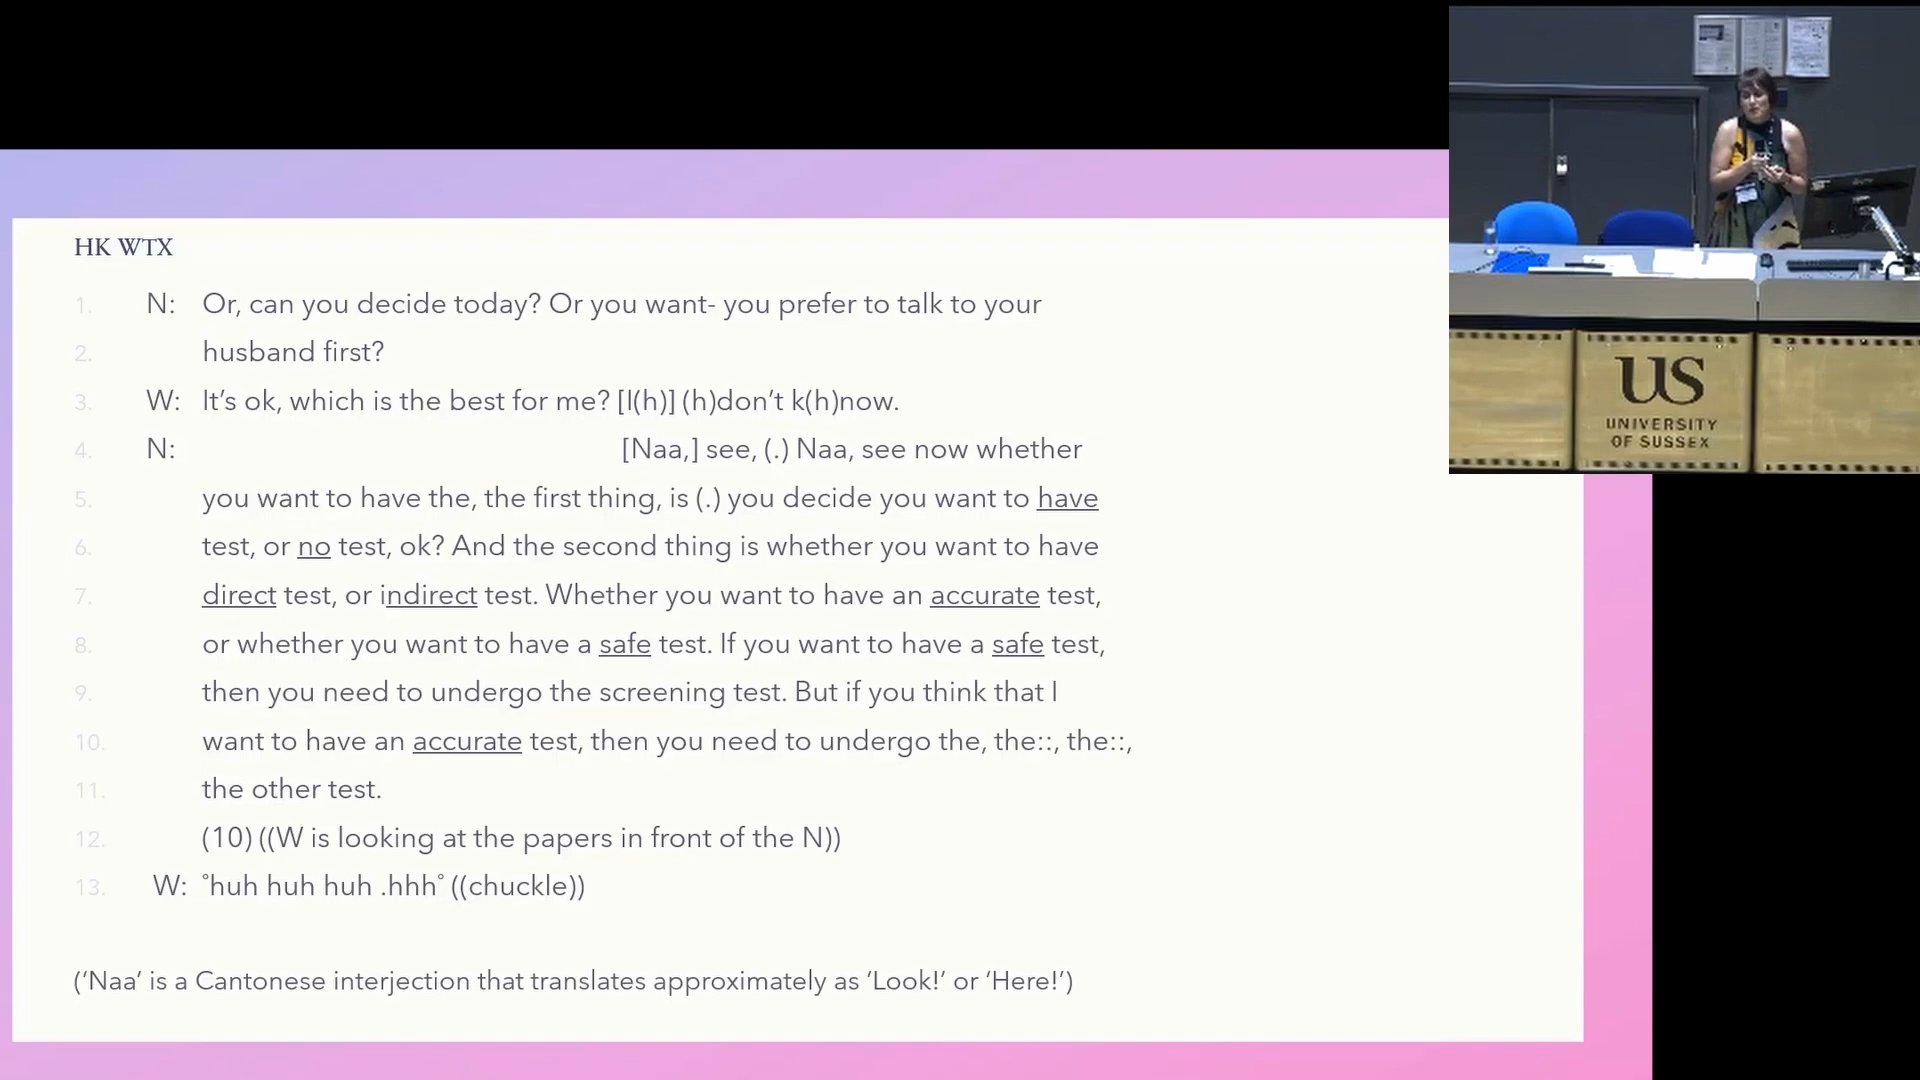 HK WTX
1. N: Or, can you decide today? Or you want- you prefer to talk to your
2. husband first?
3. W: It's ok, which is the best for me? [I(h)] (h)don't k(h)now.
4. N: [Naa,] see, (.) Naa, see now whether
5. you want to have the, the first thing, is (.) you decide you want to have
6. test, or no test, ok? And the second thing is whether you want to have
7. direct test, or indirect test. Whether you want to have an accurate test,
8. or whether you want to have a safe test. If you want to have a safe test,
9. then you need to undergo the screening test. But if you think that I
10. want to have an accurate test, then you need to undergo the, the::, the::,
11. the other test.
12. (10) ((W is looking at the papers in front of the N))
13. W: °huh huh huh .hhh° ((chuckle))
('Naa' is a Cantonese interjection that translates approximately as 'Look!' or 'Here!')
US
UNIVERSITY
OF SUSSEX